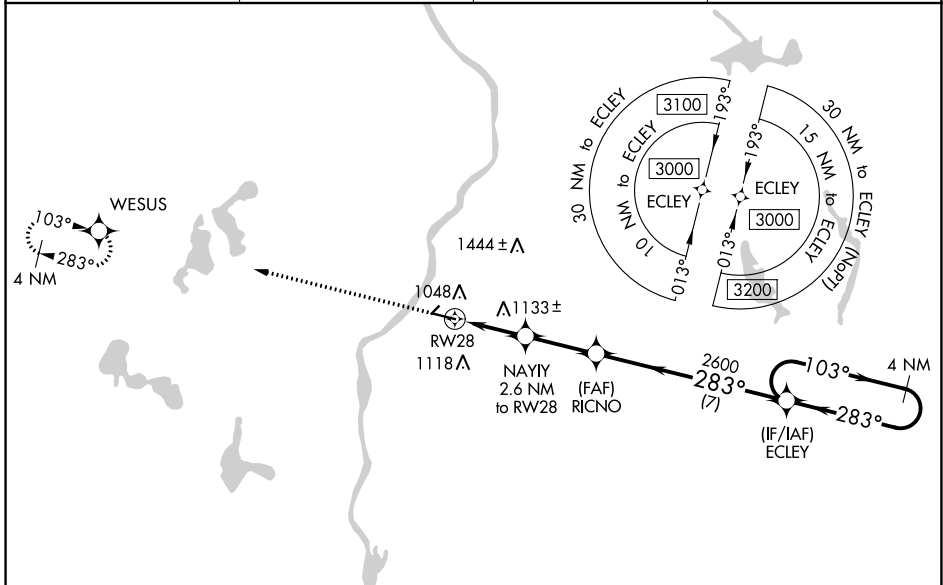 30 NM to ECLEY
3100
193°
10 NM to ECLEY
3000
ECLEY
013°
30 NM to ECLEY (NoPT)
193°
15 NM to ECLEY
ECLEY
3000
013°
3200
WESUS
103°
283°
4 NM
1444 ±
1048
1133 ±
RW28
1118
NAYIY
2.6 NM
to RW28
(FAF)
RICNO
2600
283°
(7)
103°
4 NM
283°
(IF/IAF)
ECLEY